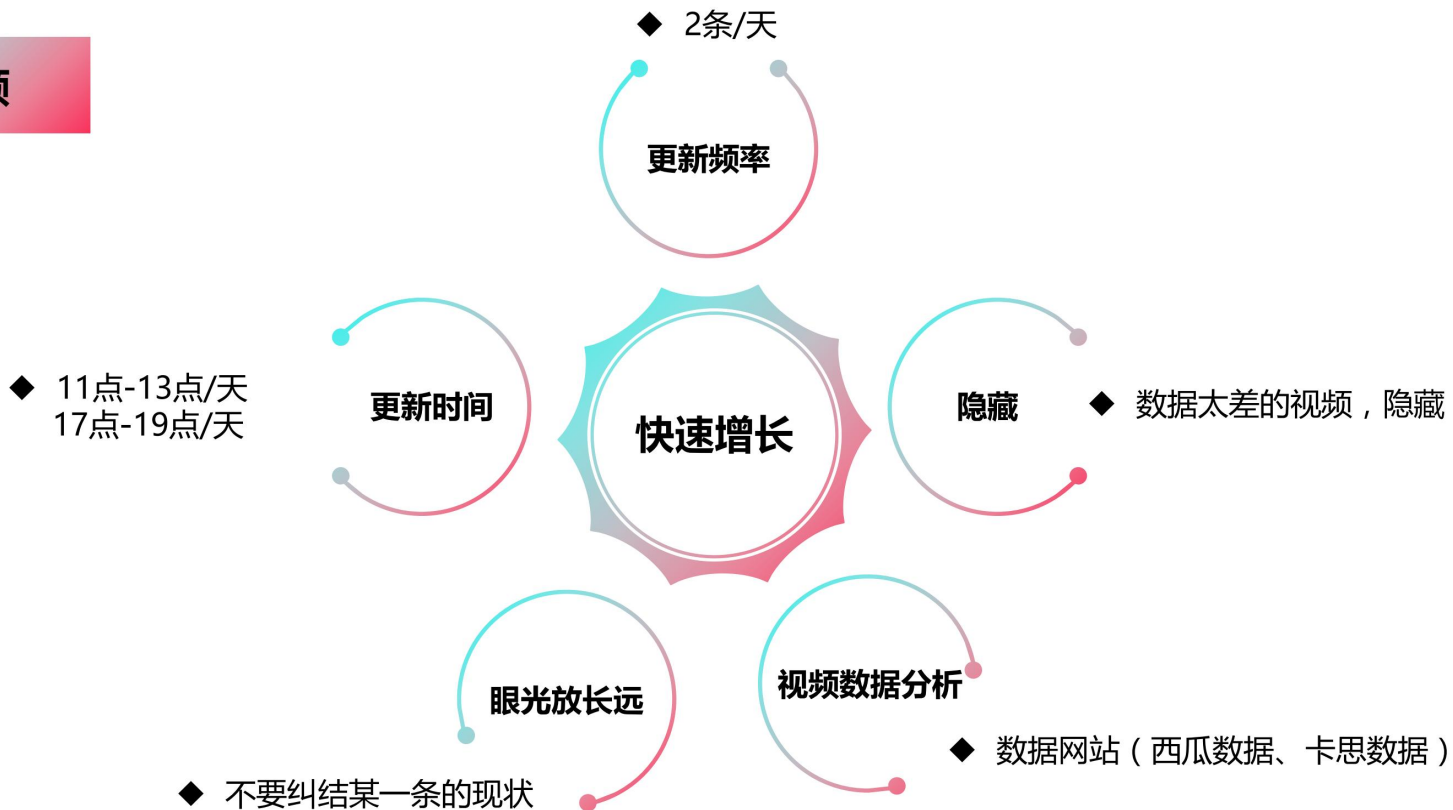 ◆ 2条/天
更新频率
◆ 11点-13点/天
17点-19点/天
更新时间
快速增长
隐藏
◆ 数据太差的视频，隐藏
眼光放长远
视频数据分析
◆ 数据网站（西瓜数据、卡思数据）
◆ 不要纠结某一条的现状